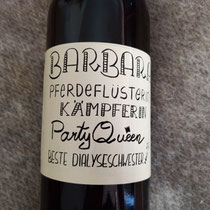 BARBARA
PFERDEFLÜSTERIN
KÄMPFERIN
Party Queen
BESTE DIALYSESCHWESTER